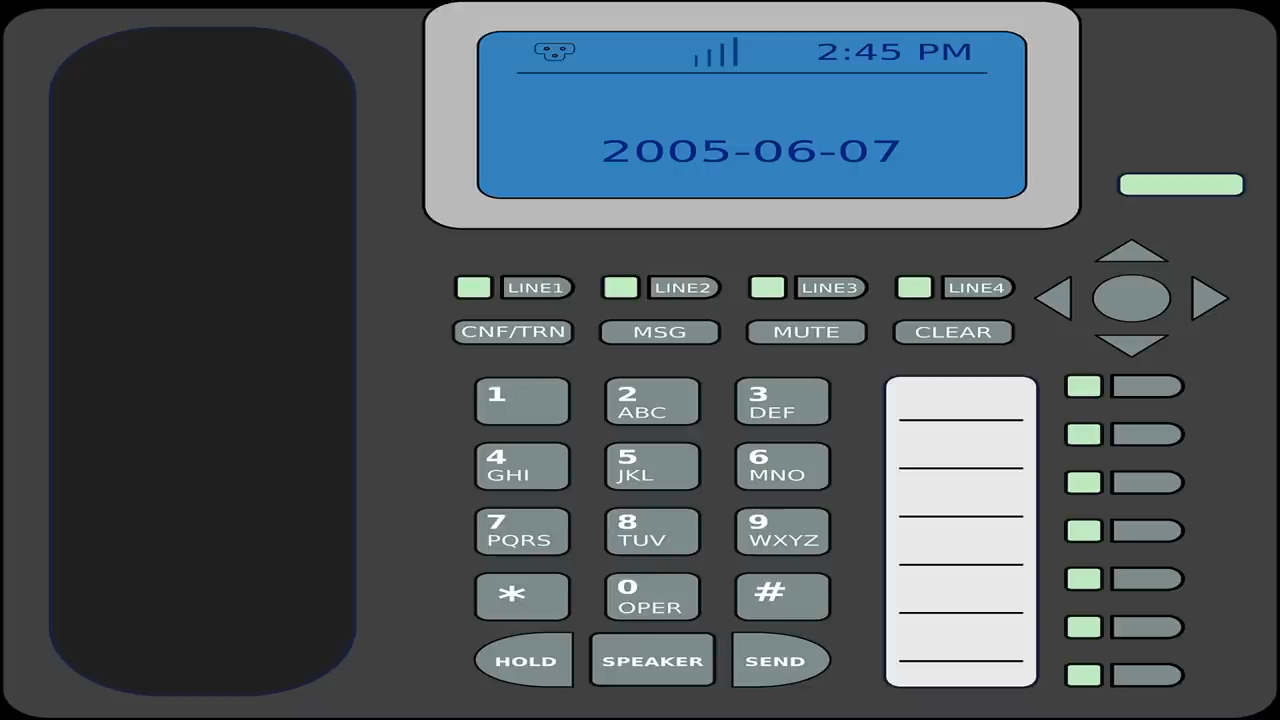 2:45 PM
2005-06-07
LINE1 LINE2 LINE3 LINE4
CNF/TRN MSG MUTE CLEAR
1 2 3
ABC DEF
4 5 6
GHI JKL MNO
7 8 9
PQRS TUV WXYZ
* 0 #
OPER
HOLD SPEAKER SEND